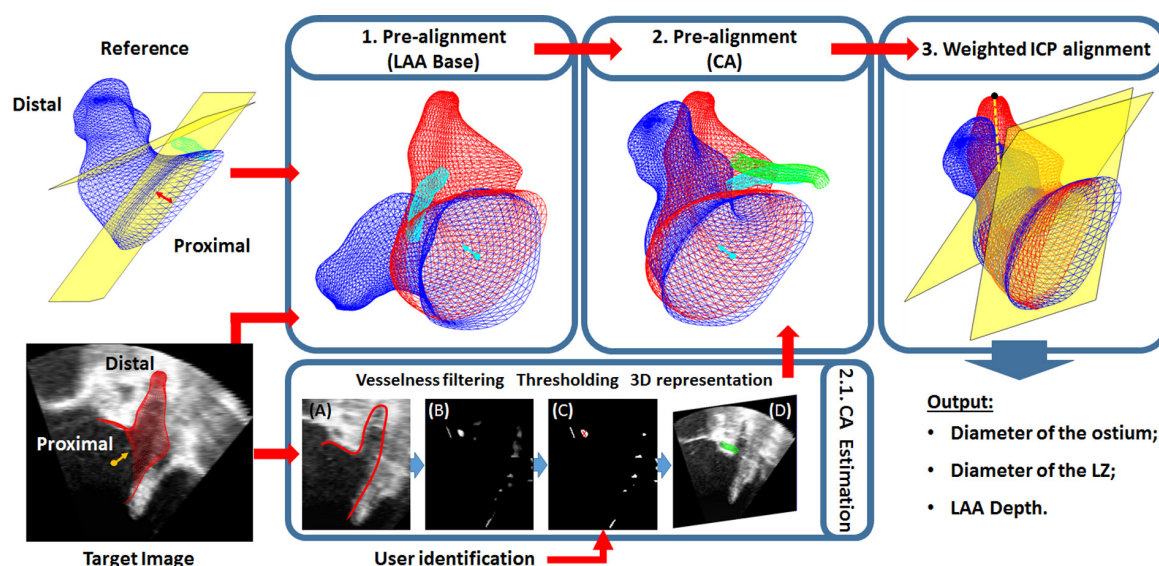 Reference
Distal
Proximal
1. Pre-alignment
(LAA Base)
2. Pre-alignment
(CA)
3. Weighted ICP alignment
Distal
Proximal
Target Image
Vesselness filtering Thresholding 3D representation
(A)
(B)
(C)
(D)
2.1. CA Estimation
User identification
Output:
• Diameter of the ostium;
• Diameter of the LZ;
• LAA Depth.